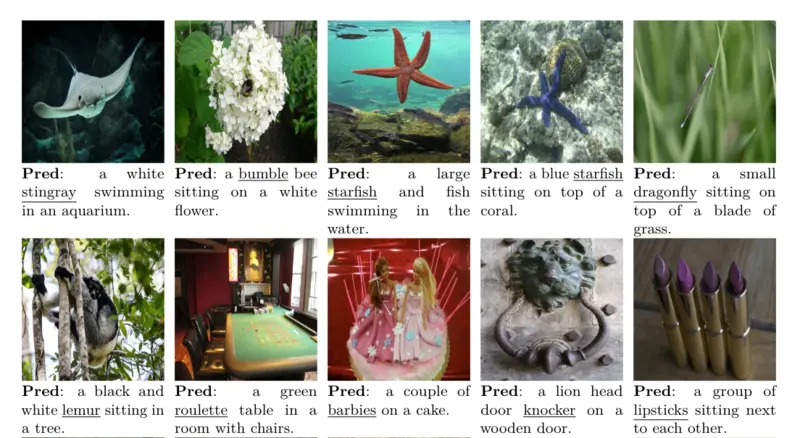 Pred: a white
stingray swimming
in an aquarium.
Pred: a bumble bee
sitting on a white
flower.
Pred: a large
starfish and fish
swimming in the
water.
Pred: a blue starfish
sitting on top of a
coral.
Pred: a small
dragonfly sitting on
top of a blade of
grass.
Pred: a black and
white lemur sitting in
a tree.
Pred: a green
roulette table in a
room with chairs.
Pred: a couple of
barbies on a cake.
Pred: a lion head
door knocker on a
wooden door.
Pred: a group of
lipsticks sitting next
to each other.